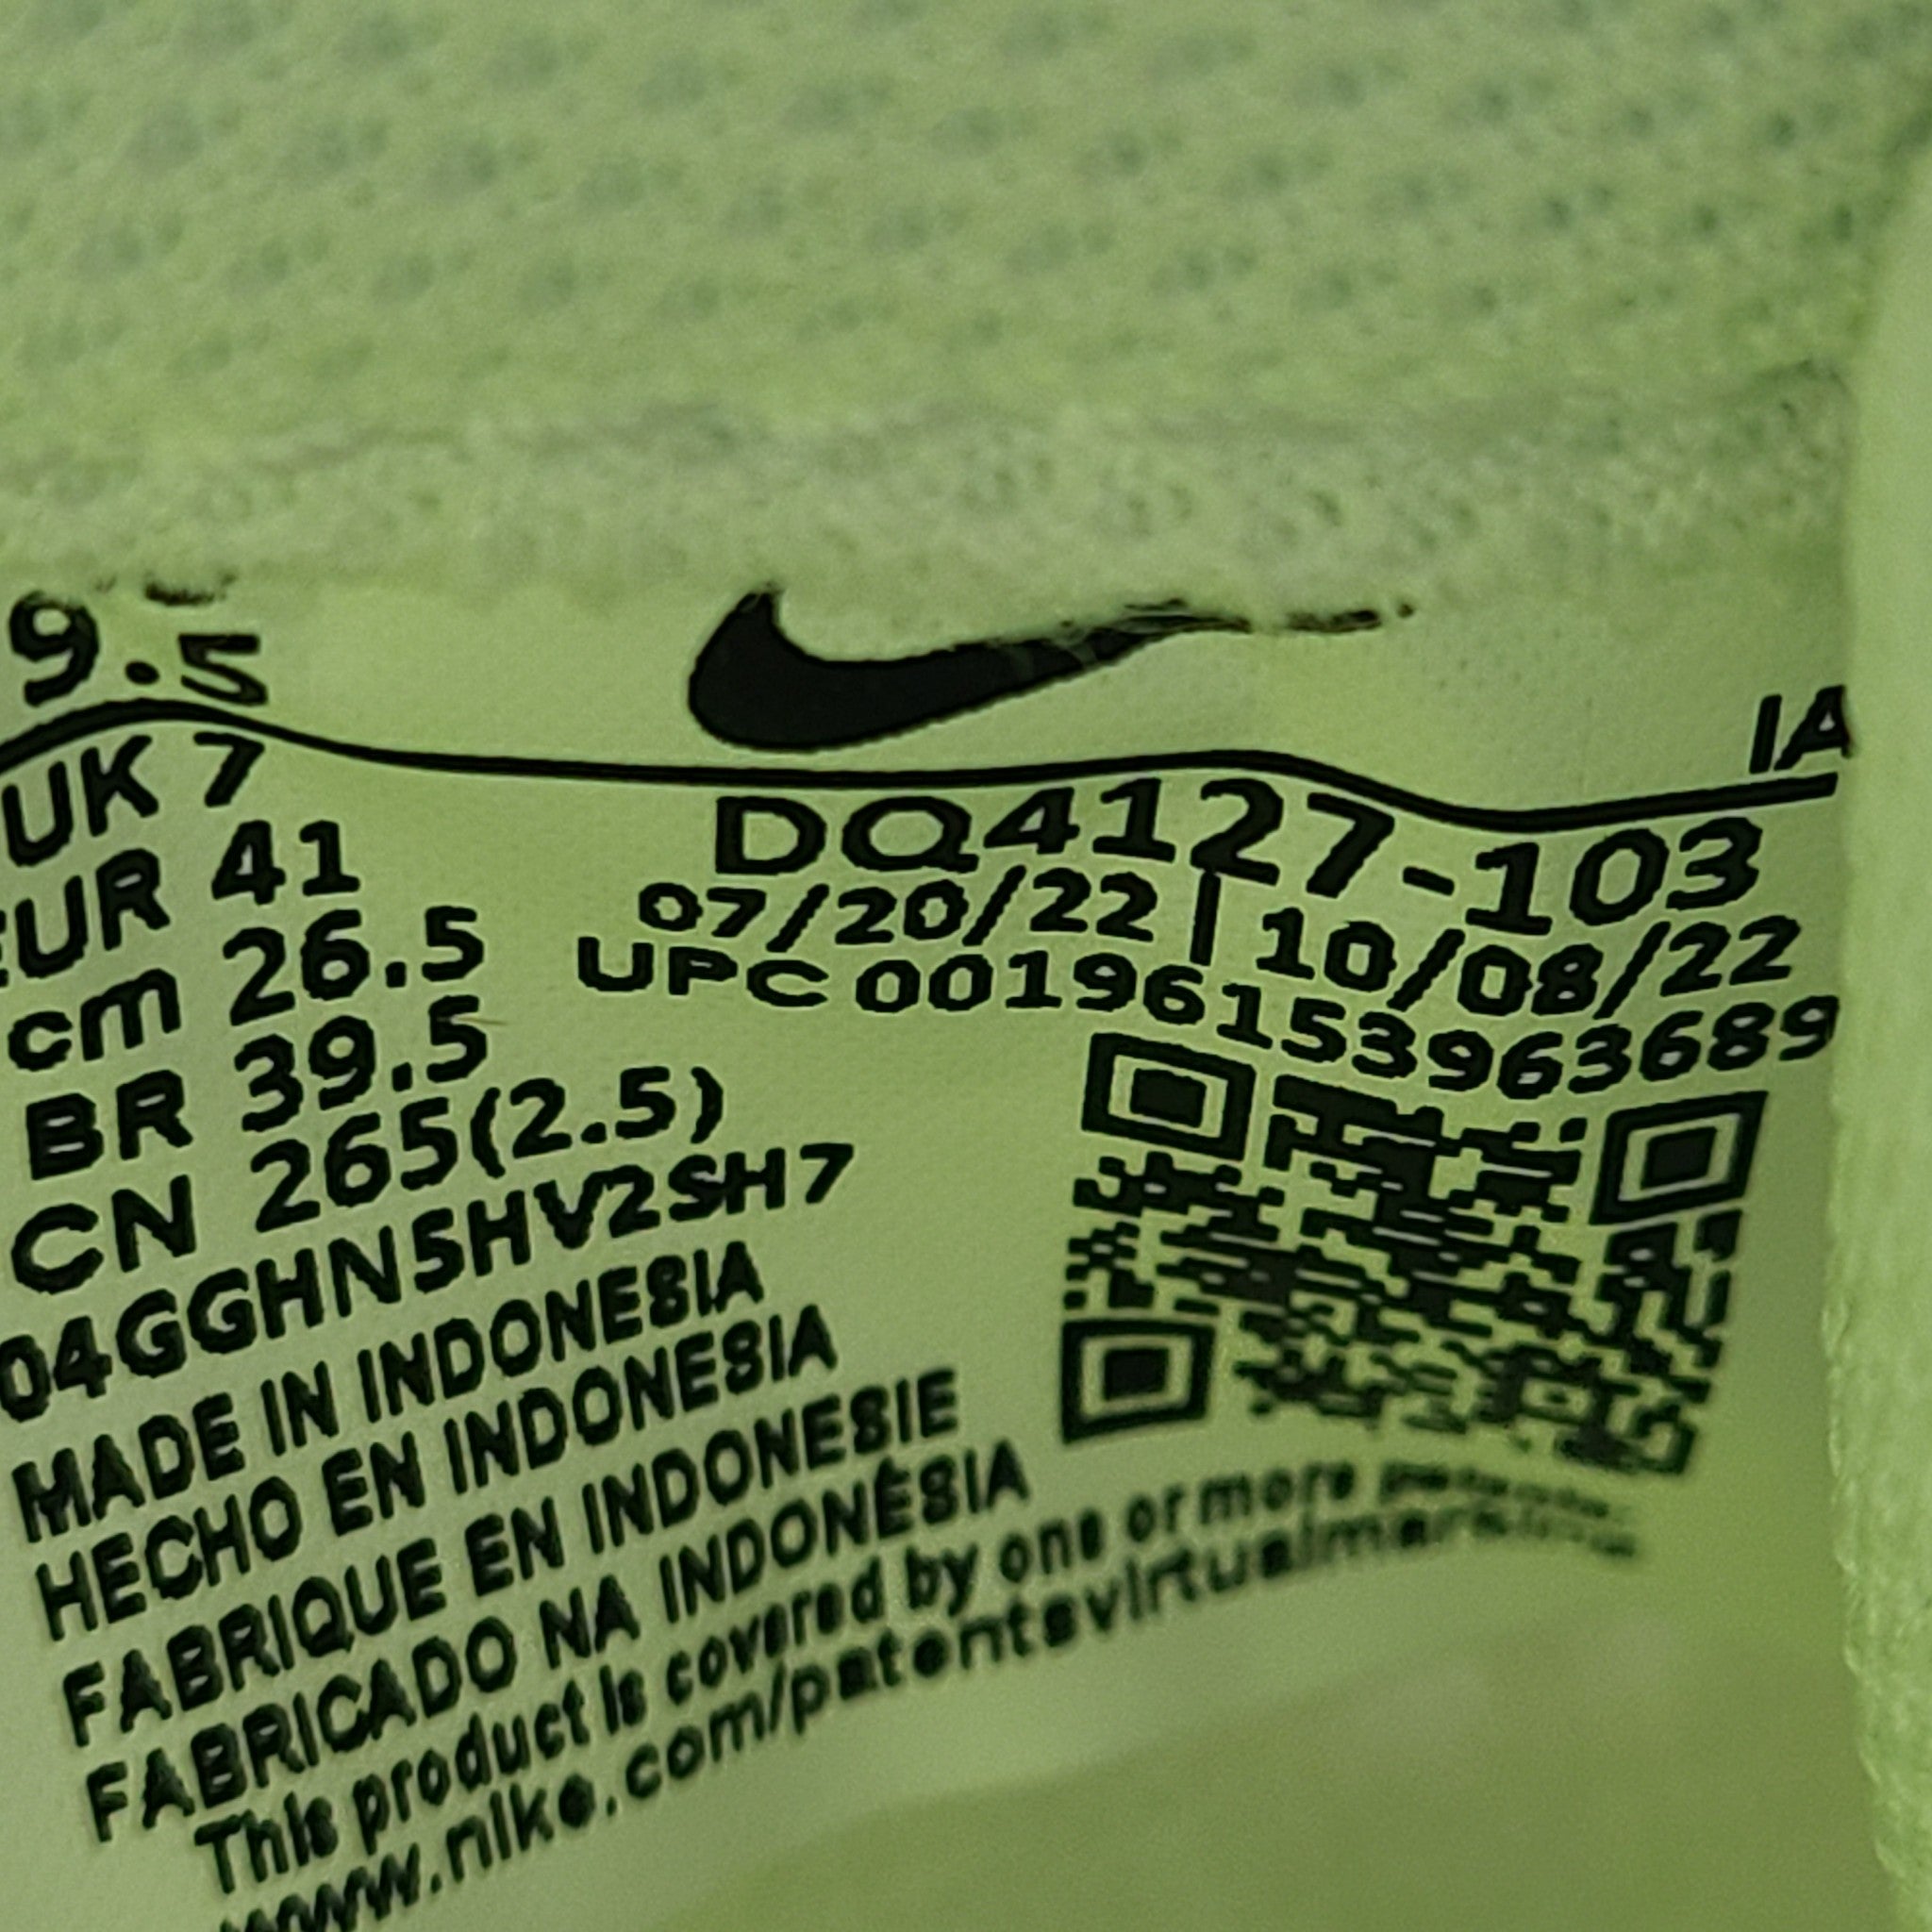 9.5
IA
UK 7
EUR 41
cm 26.5
BR 39.5
CN 265(2.5)
04GGHN5HV2SH7
DQ4127-103
07/20/22 | 10/08/22
UPC 00196153963689
MADE IN INDONESIA
HECHO EN INDONESIA
FABRIQUE EN INDONESIE
FABRICADO NA INDONÉSIA
This product is covered by one or more
www.nike.com/patentsvirtualmarking